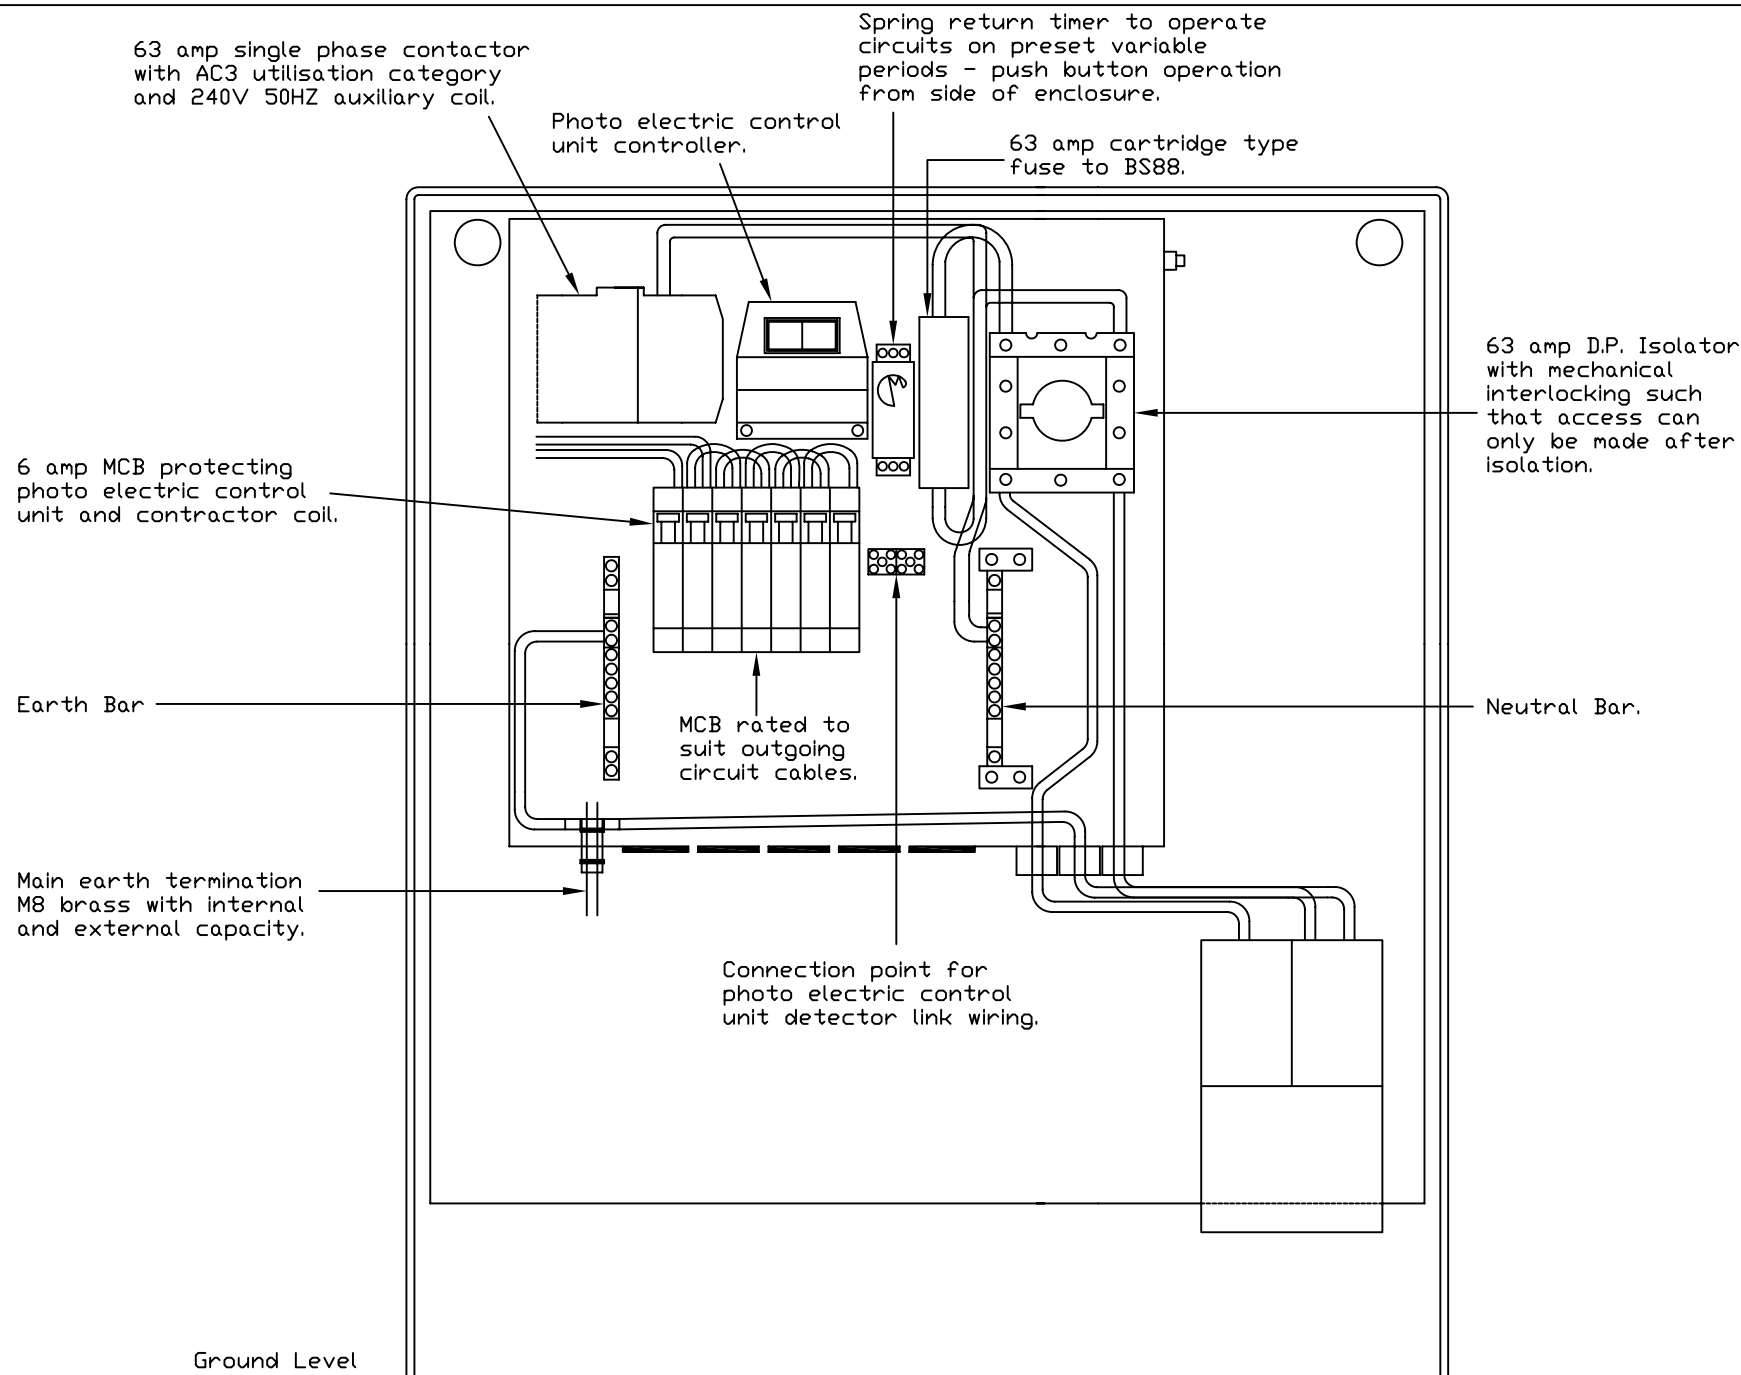 63 amp single phase contactor
with AC3 utilisation category
and 240V 50HZ auxiliary coil.
Photo electric control
unit controller.
Spring return timer to operate
circuits on preset variable
periods - push button operation
from side of enclosure.
63 amp cartridge type
fuse to BS88.
63 amp D.P. Isolator
with mechanical
interlocking such
that access can
only be made after
isolation.
6 amp MCB protecting
photo electric control
unit and contractor coil.
Earth Bar
MCB rated to
suit outgoing
circuit cables.
Neutral Bar.
Main earth termination
M8 brass with internal
and external capacity.
Connection point for
photo electric control
unit detector link wiring.
Ground Level